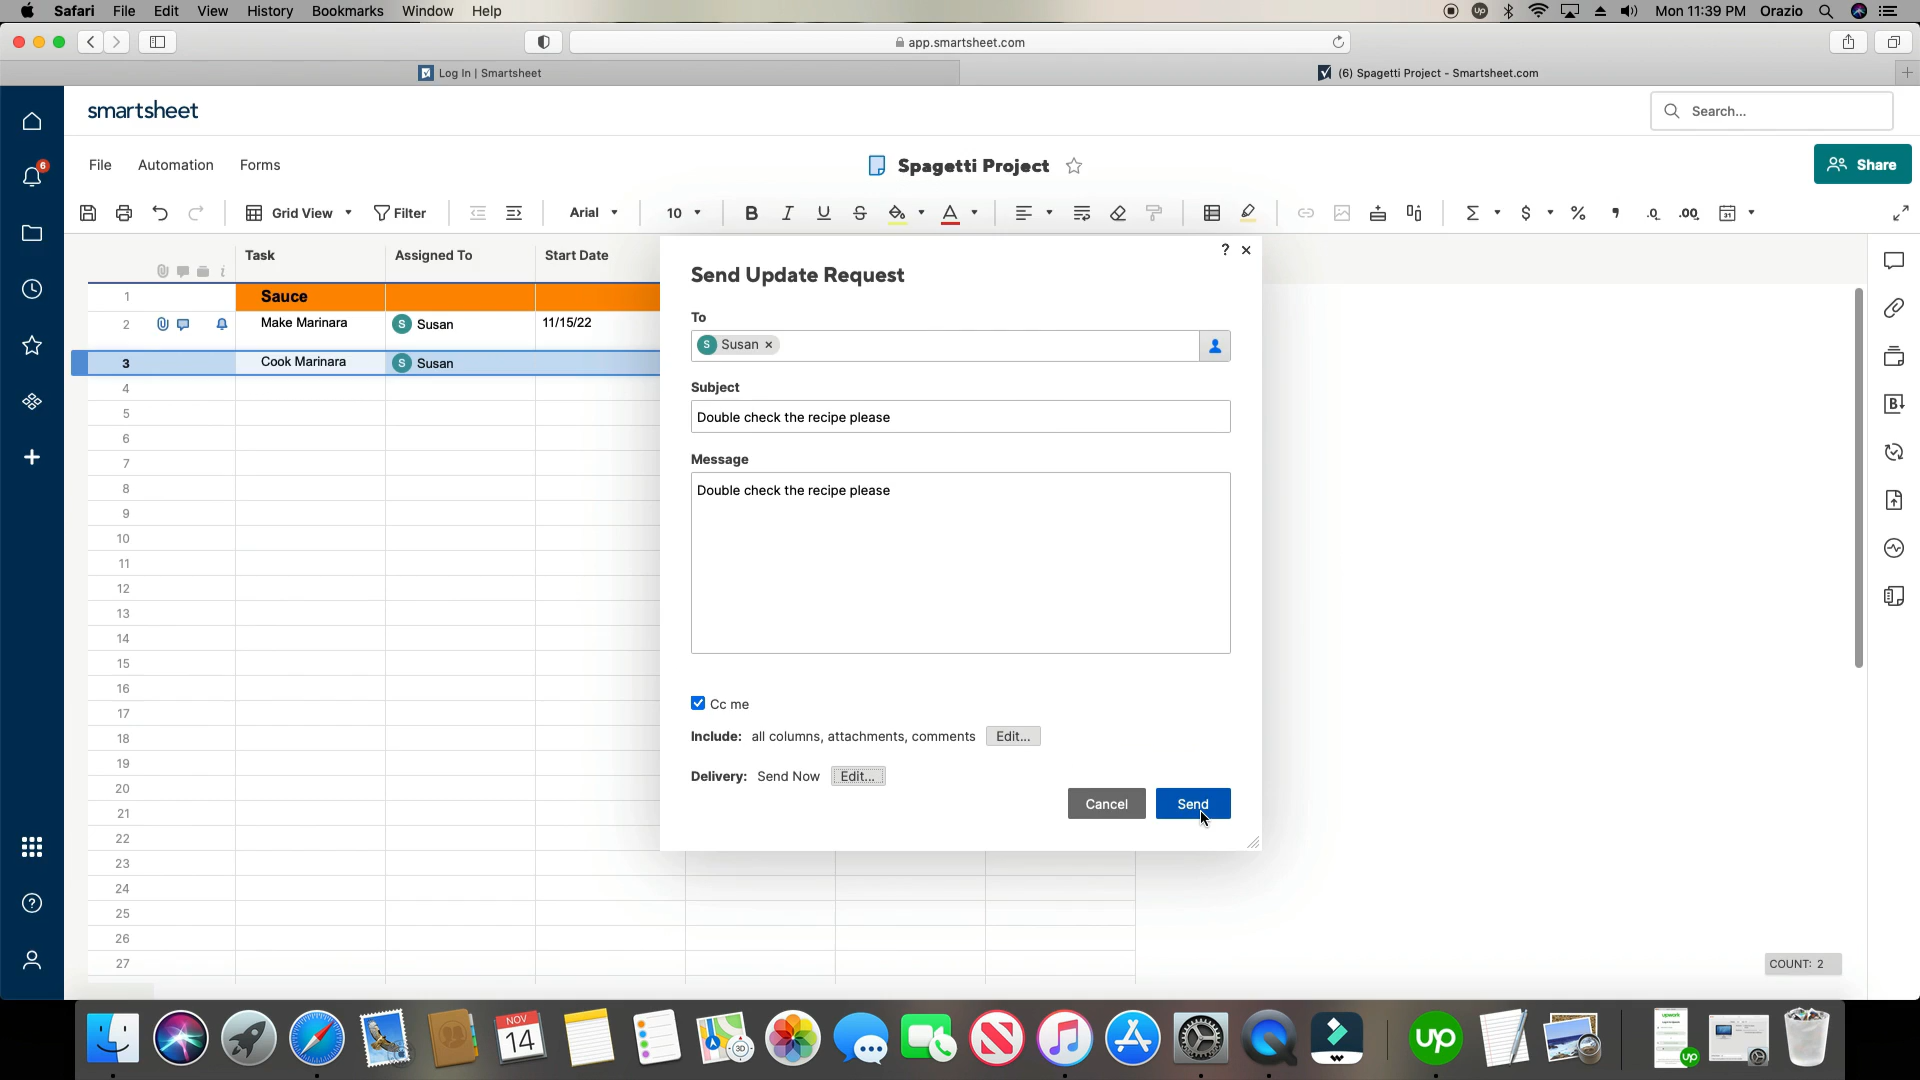 Safari File Edit View History Bookmarks Window Help
Mon 11:39 PM Orazio
app.smartsheet.com
Log In | Smartsheet
(6) Spagetti Project - Smartsheet.com
smartsheet
Search...
6
File Automation Forms
Spagetti Project
Share
Grid View Filter Arial 10 B I U S A
Task Assigned To Start Date
1 Sauce
2 Make Marinara S Susan 11/15/22
3 Cook Marinara S Susan
4
5
6
7
8
9
10
11
12
13
14
15
16
17
18
19
20
21
22
23
24
25
26
27
Send Update Request
To
S Susan ×
Subject
Double check the recipe please
Message
Double check the recipe please
Cc me
Include: all columns, attachments, comments Edit...
Delivery: Send Now Edit...
Cancel Send
COUNT: 2
NOV
14
3D
up
upwork
up